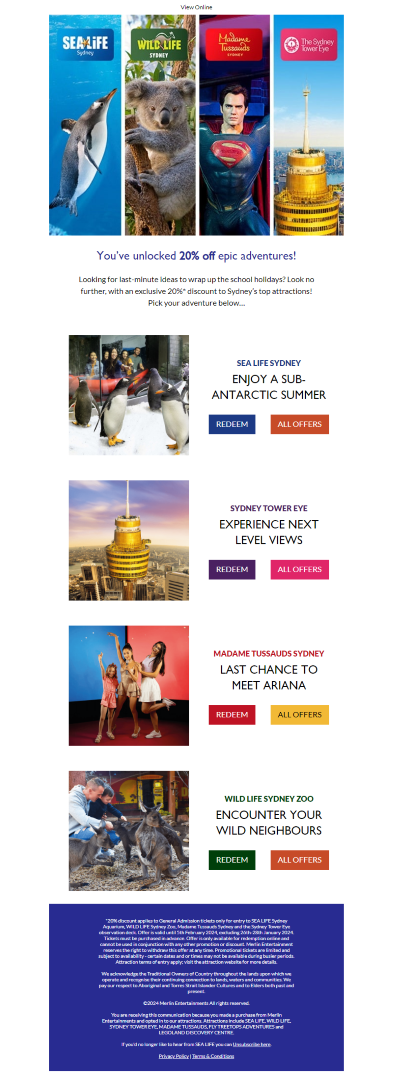 View Online
SEA LIFE
Sydney
WILD LIFE
SYDNEY
Madame
Tussauds
SYDNEY
The Sydney
Tower Eye
You've unlocked 20% off epic adventures!
Looking for last-minute ideas to wrap up the school holidays? Look no
further, with an exclusive 20%* discount to Sydney's top attractions!
Pick your adventure below...
SEA LIFE SYDNEY
ENJOY A SUB-
ANTARCTIC SUMMER
REDEEM
ALL OFFERS
SYDNEY TOWER EYE
EXPERIENCE NEXT
LEVEL VIEWS
REDEEM
ALL OFFERS
MADAME TUSSAUDS SYDNEY
LAST CHANCE TO
MEET ARIANA
REDEEM
ALL OFFERS
WILD LIFE SYDNEY ZOO
ENCOUNTER YOUR
WILD NEIGHBOURS
REDEEM
ALL OFFERS
*20% discount applies to General Admission tickets only for entry to SEA LIFE Sydney
Aquarium, WILD LIFE Sydney Zoo, Madame Tussauds Sydney and the Sydney Tower Eye
observation deck. Offer is valid until 5th February 2024, excluding 26th-28th January 2024.
Tickets must be purchased in advance. Offer is only available for redemption online and
cannot be used in conjunction with any other promotion or discount. Merlin Entertainment
reserves the right to withdraw this offer at any time. Promotional tickets are limited and
subject to availability - certain dates and or times may not be available during busier periods.
Attraction terms of entry apply; visit the attraction website for more details.
We acknowledge the Traditional Owners of Country throughout the lands upon which we
operate and recognise their continuing connection to lands, waters and communities. We
pay our respect to Aboriginal and Torres Strait Islander Cultures and to Elders both past and
present.
©2024 Merlin Entertainments All rights reserved.
You are receiving this communication because you made a purchase from Merlin
Entertainments and opted in to our attractions. Attractions include SEA LIFE, WILD LIFE,
SYDNEY TOWER EYE, MADAME TUSSAUDS, FLY TREETOPS ADVENTURES and
LEGOLAND DISCOVERY CENTRE.
If you'd no longer like to hear from SEA LIFE you can Unsubscribe here.
Privacy Policy | Terms & Conditions